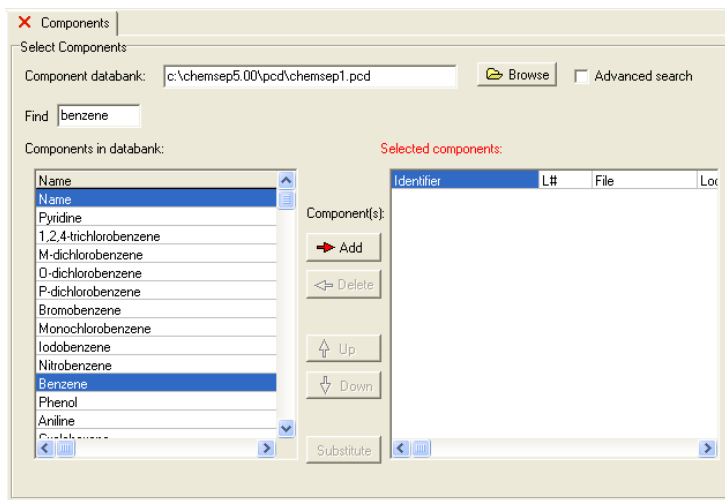 Components
Select Components
Component databank: c:\chemsep5.00\pcd\chemsep1.pcd Browse Advanced search
Find benzene
Components in databank: Selected components:
Name Identifier L# File Loc
Name
Pyridine
1,2,4-trichlorobenzene
M-dichlorobenzene
O-dichlorobenzene
P-dichlorobenzene
Bromobenzene
Monochlorobenzene
Iodobenzene
Nitrobenzene
Benzene
Phenol
Aniline
Component(s):
Add
Delete
Up
Down
Substitute